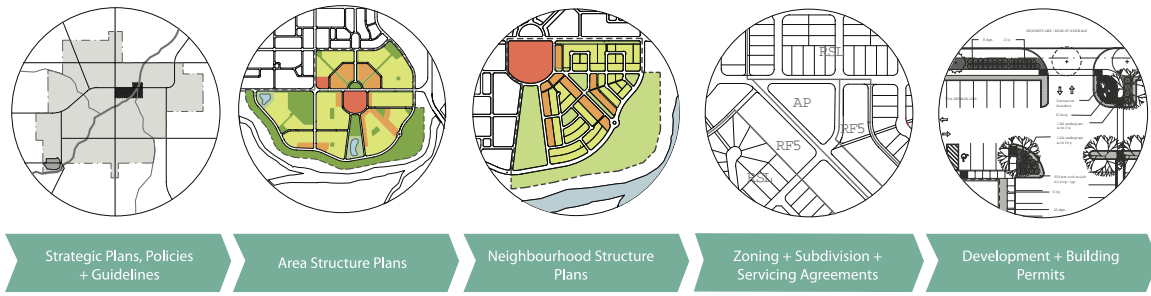 RSL
AP
RF5
RF5
RSL
Strategic Plans, Policies
+ Guidelines
Area Structure Plans
Neighbourhood Structure
Plans
Zoning + Subdivision +
Servicing Agreements
Development + Building
Permits